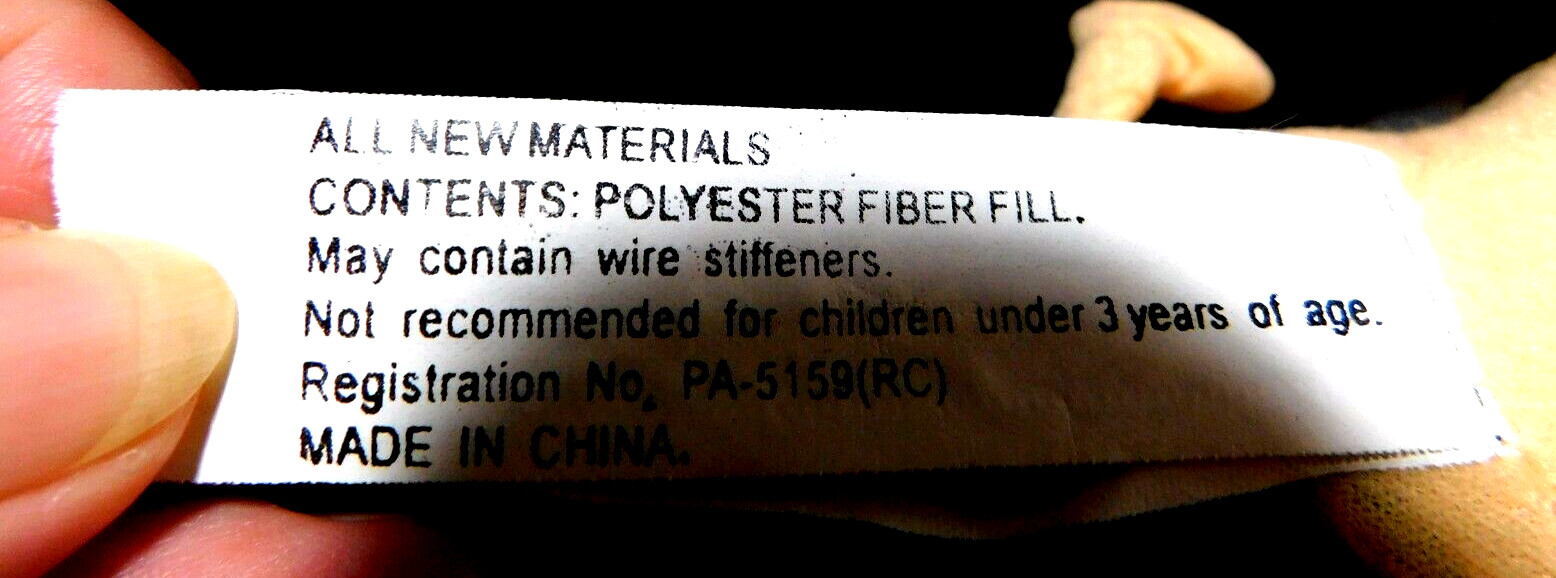 ALL NEW MATERIALS
CONTENTS: POLYESTER FIBER FILL.
May contain wire stiffeners.
Not recommended for children under 3 years of age.
Registration No. PA-5159(RC)
MADE IN CHINA.